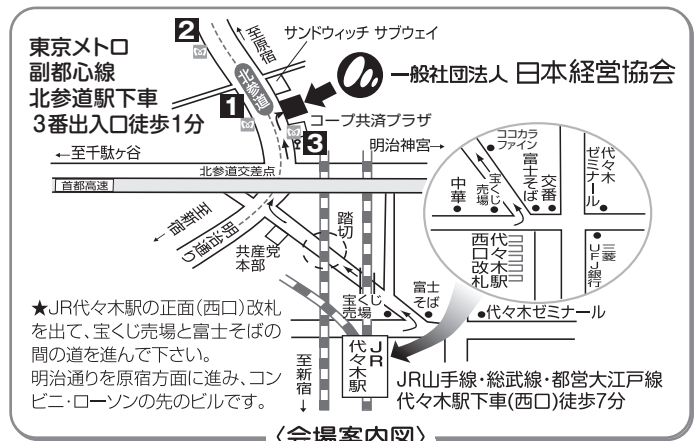 東京メトロ
副都心線
北参道駅下車
3番出入口徒歩1分
2
至原宿
サンドウィッチ サブウェイ
北参道
1
一般社団法人 日本経営協会
コープ共済プラザ
3
←至千駄ヶ谷
明治神宮→
北参道交差点
首都高速
至新宿
明治通り
共産党
本部
踏切
宝くじ
売場
富士
そば
ココカラ
ファイン
中華
宝くじ
売場
富士そば
交番
代々木
ゼミナール
代々木駅
西口改札
三菱
UFJ銀行
代々木ゼミナール
★JR代々木駅の正面(西口)改札
を出て、宝くじ売場と富士そばの
間の道を進んで下さい。
明治通りを原宿方面に進み、コン
ビニ・ローソンの先のビルです。
至新宿→
JR
代々木駅
JR山手線・総武線・都営大江戸線
代々木駅下車(西口)徒歩7分
〈会場案内図〉